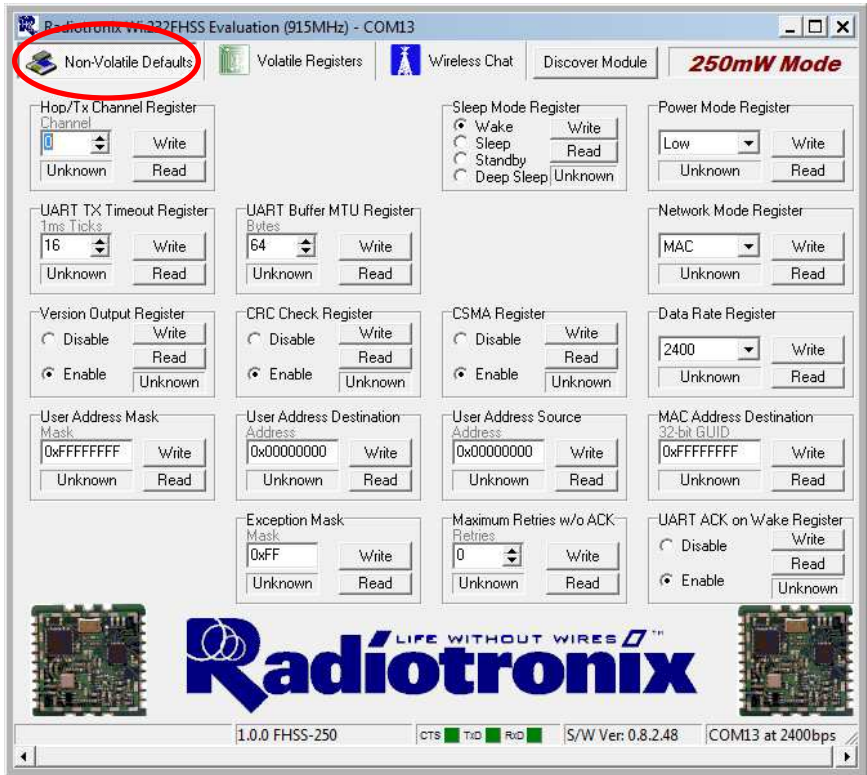 Radiotronix Wi.232FHSS Evaluation (915MHz) - COM13
Non-Volatile Defaults Volatile Registers Wireless Chat Discover Module 250mW Mode
Hop/Tx Channel Register
Channel
0 Write
Unknown Read
Sleep Mode Register
Wake Write
Sleep Read
Standby
Deep Sleep Unknown
Power Mode Register
Low Write
Unknown Read
UART TX Timeout Register
1ms Ticks
16 Write
Unknown Read
UART Buffer MTU Register
Bytes
64 Write
Unknown Read
Network Mode Register
MAC Write
Unknown Read
Version Output Register
Disable Write
Read
Enable Unknown
CRC Check Register
Disable Write
Read
Enable Unknown
CSMA Register
Disable Write
Read
Enable Unknown
Data Rate Register
2400 Write
Unknown Read
User Address Mask
Mask
0xFFFFFFFF Write
Unknown Read
User Address Destination
Address
0x00000000 Write
Unknown Read
User Address Source
Address
0x00000000 Write
Unknown Read
MAC Address Destination
32-bit GUID
0xFFFFFFFF Write
Unknown Read
Exception Mask
Mask
0xFF Write
Unknown Read
Maximum Retries w/o ACK
Retries
0 Write
Unknown Read
UART ACK on Wake Register
Disable Write
Read
Enable Unknown
LIFE WITHOUT WIRES ™
Radiotronix
1.0.0 FHSS-250 CTS TxD RxD S/W Ver: 0.8.2.48 COM13 at 2400bps